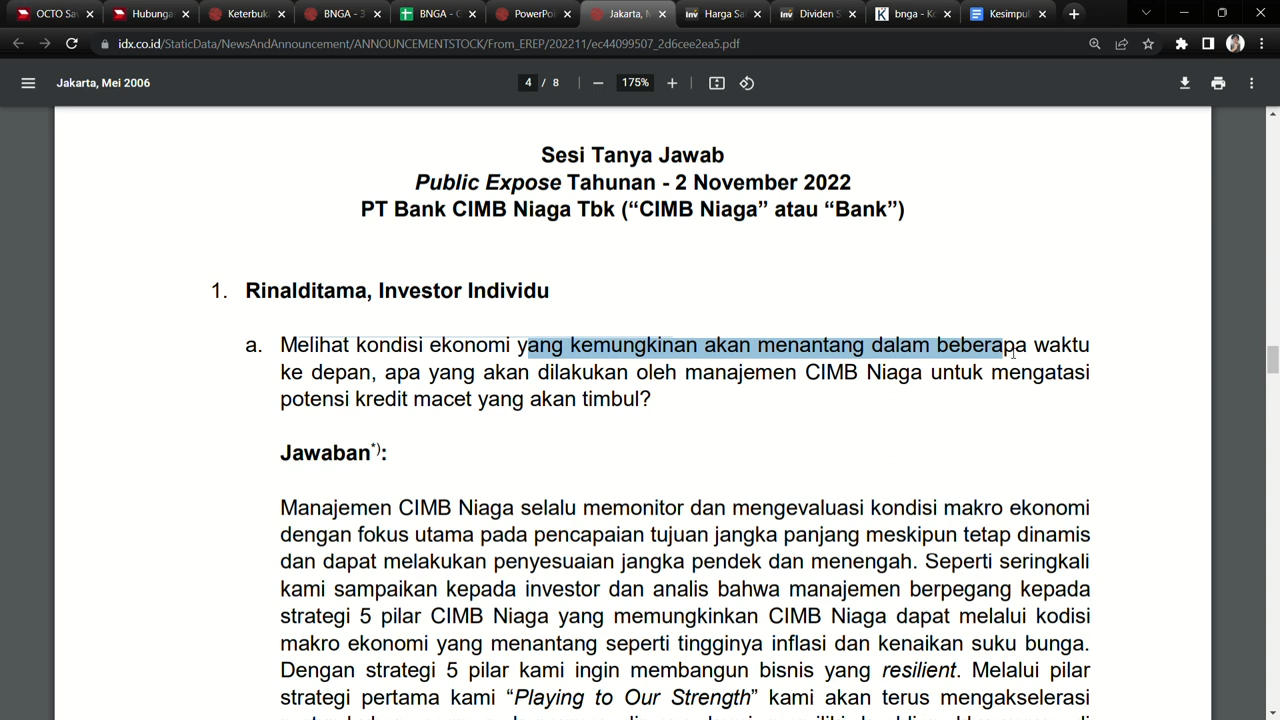 OCTO Sav
Hubunga
Keterbuk
BNGA - 3
BNGA - G
PowerPoi
Jakarta, M
Harga Sa
Dividen S
bnga - Ko
Kesimpul
idx.co.id/StaticData/NewsAndAnnouncement/ANNOUNCEMENTSTOCK/From_EREP/202211/ec44099507_2d6cee2ea5.pdf
Jakarta, Mei 2006
4 / 8
175%
Sesi Tanya Jawab
Public Expose Tahunan - 2 November 2022
PT Bank CIMB Niaga Tbk (“CIMB Niaga” atau “Bank”)
1. Rinalditama, Investor Individu
a. Melihat kondisi ekonomi yang kemungkinan akan menantang dalam beberapa waktu
ke depan, apa yang akan dilakukan oleh manajemen CIMB Niaga untuk mengatasi
potensi kredit macet yang akan timbul?
Jawaban*):
Manajemen CIMB Niaga selalu memonitor dan mengevaluasi kondisi makro ekonomi
dengan fokus utama pada pencapaian tujuan jangka panjang meskipun tetap dinamis
dan dapat melakukan penyesuaian jangka pendek dan menengah. Seperti seringkali
kami sampaikan kepada investor dan analis bahwa manajemen berpegang kepada
strategi 5 pilar CIMB Niaga yang memungkinkan CIMB Niaga dapat melalui kodisi
makro ekonomi yang menantang seperti tingginya inflasi dan kenaikan suku bunga.
Dengan strategi 5 pilar kami ingin membangun bisnis yang resilient. Melalui pilar
strategi pertama kami “Playing to Our Strength” kami akan terus mengakselerasi